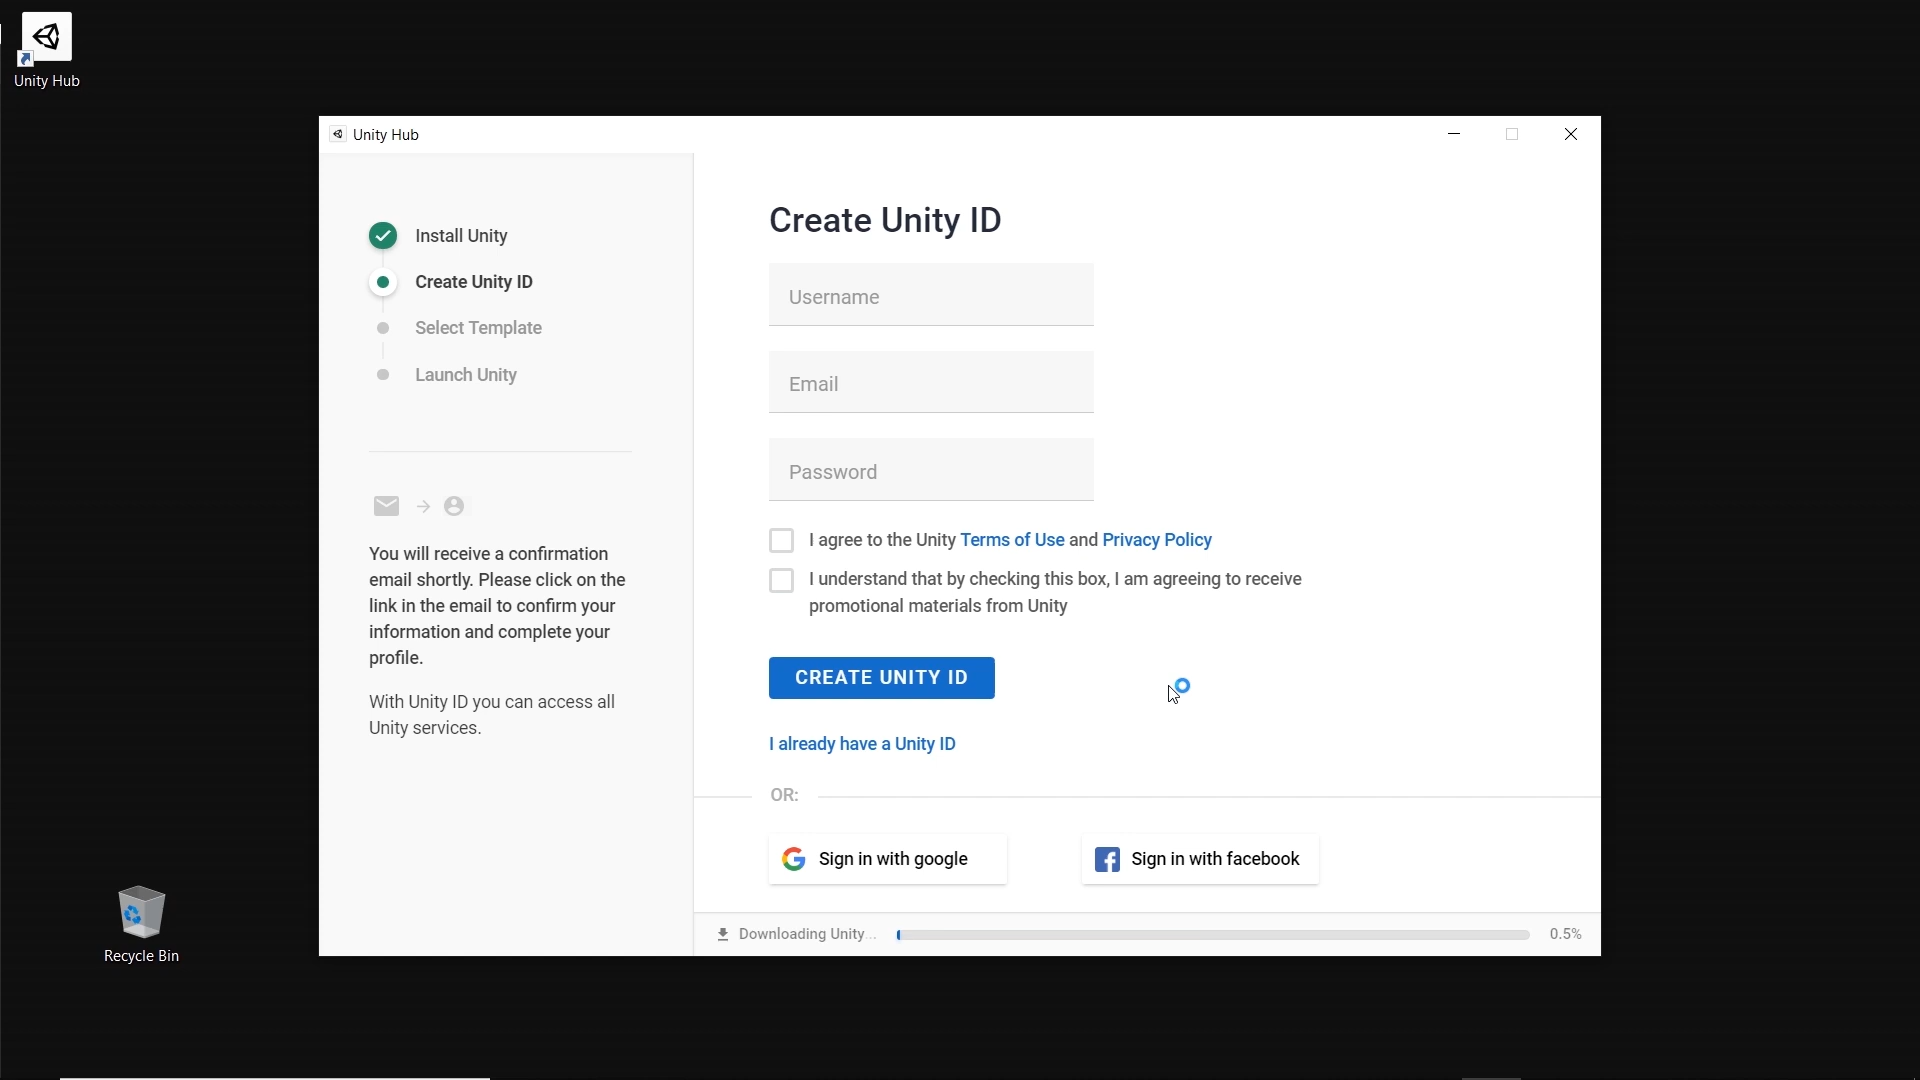 Unity Hub
Unity Hub
Install Unity
Create Unity ID
Select Template
Launch Unity
You will receive a confirmation
email shortly. Please click on the
link in the email to confirm your
information and complete your
profile.
With Unity ID you can access all
Unity services.
Create Unity ID
Username
Email
Password
I agree to the Unity Terms of Use and Privacy Policy
I understand that by checking this box, I am agreeing to receive
promotional materials from Unity
CREATE UNITY ID
I already have a Unity ID
OR:
Sign in with google
Sign in with facebook
Downloading Unity...
0.5%
Recycle Bin